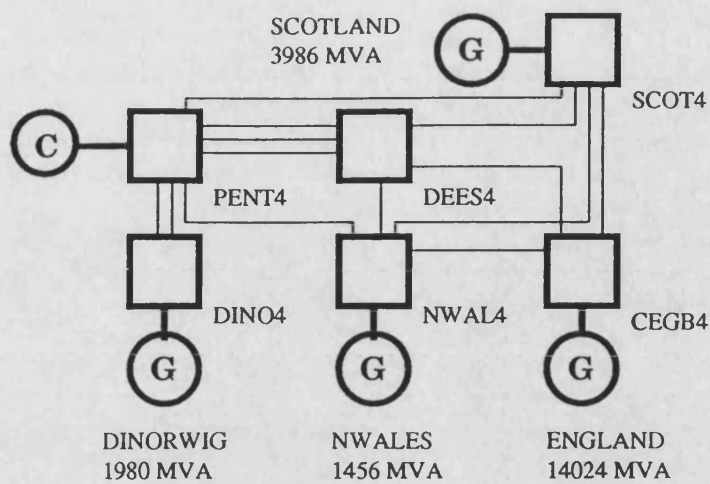 SCOTLAND
3986 MVA
G
SCOT4
C
PENT4
DEES4
DINO4
NWAL4
CEGB4
G
G
G
DINORWIG
1980 MVA
NWALES
1456 MVA
ENGLAND
14024 MVA